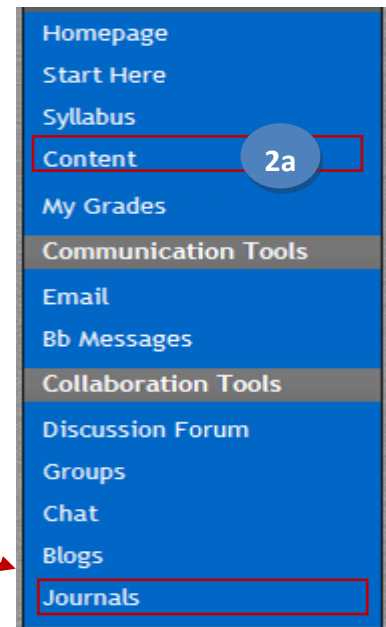 Homepage
Start Here
Syllabus
Content 2a
My Grades
Communication Tools
Email
Bb Messages
Collaboration Tools
Discussion Forum
Groups
Chat
Blogs
Journals